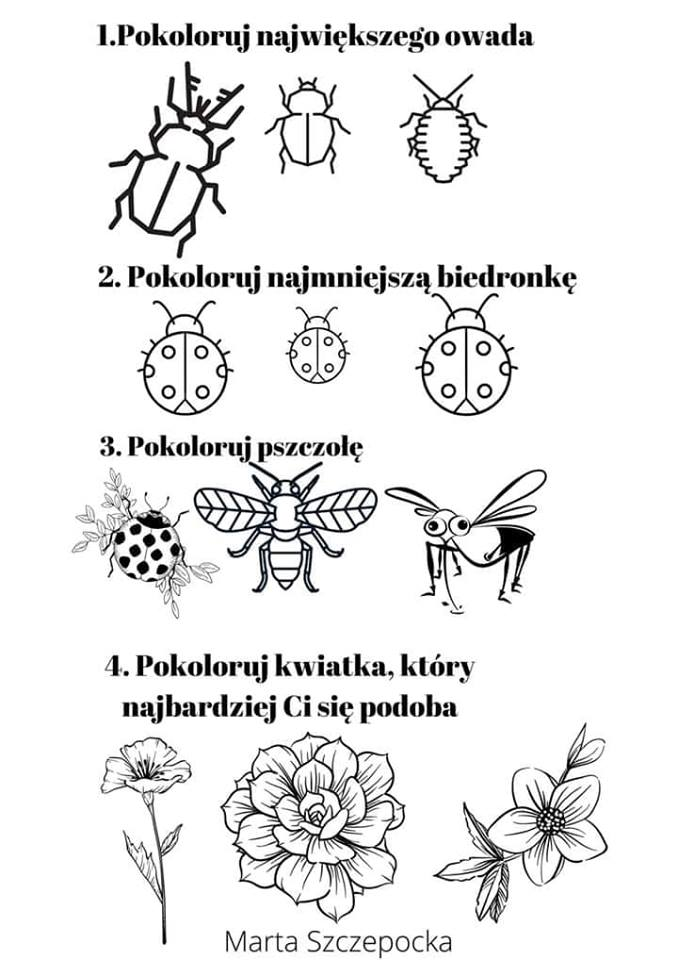 1.Pokoloruj największego owada
2. Pokoloruj najmniejszą biedronkę
3. Pokoloruj pszczołę
4. Pokoloruj kwiatka, który
najbardziej Ci się podoba
Marta Szczepocka